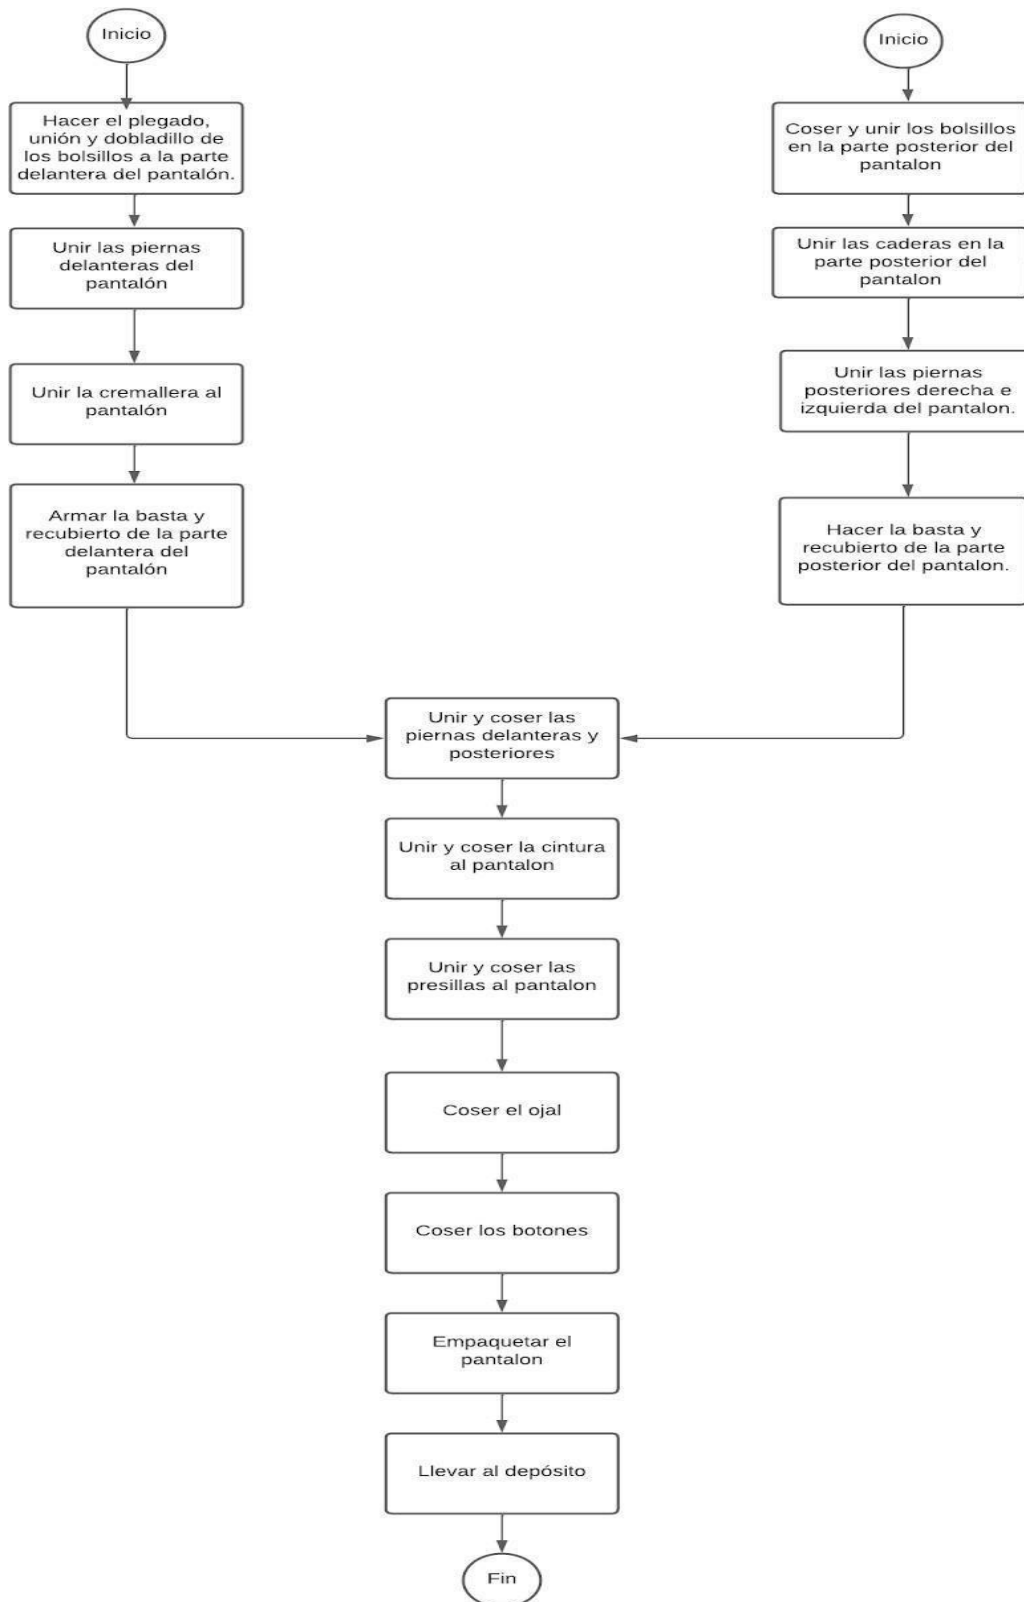 Inicio
Hacer el plegado,
unión y dobladillo de
los bolsillos a la parte
delantera del pantalón.
Unir las piernas
delanteras del
pantalón
Unir la cremallera al
pantalón
Armar la basta y
recubierto de la parte
delantera del
pantalón
Inicio
Coser y unir los bolsillos
en la parte posterior del
pantalon
Unir las caderas en la
parte posterior del
pantalon
Unir las piernas
posteriores derecha e
izquierda del pantalon.
Hacer la basta y
recubierto de la parte
posterior del pantalon.
Unir y coser las
piernas delanteras y
posteriores
Unir y coser la cintura
al pantalon
Unir y coser las
presillas al pantalon
Coser el ojal
Coser los botones
Empaquetar el
pantalon
Llevar al depósito
Fin